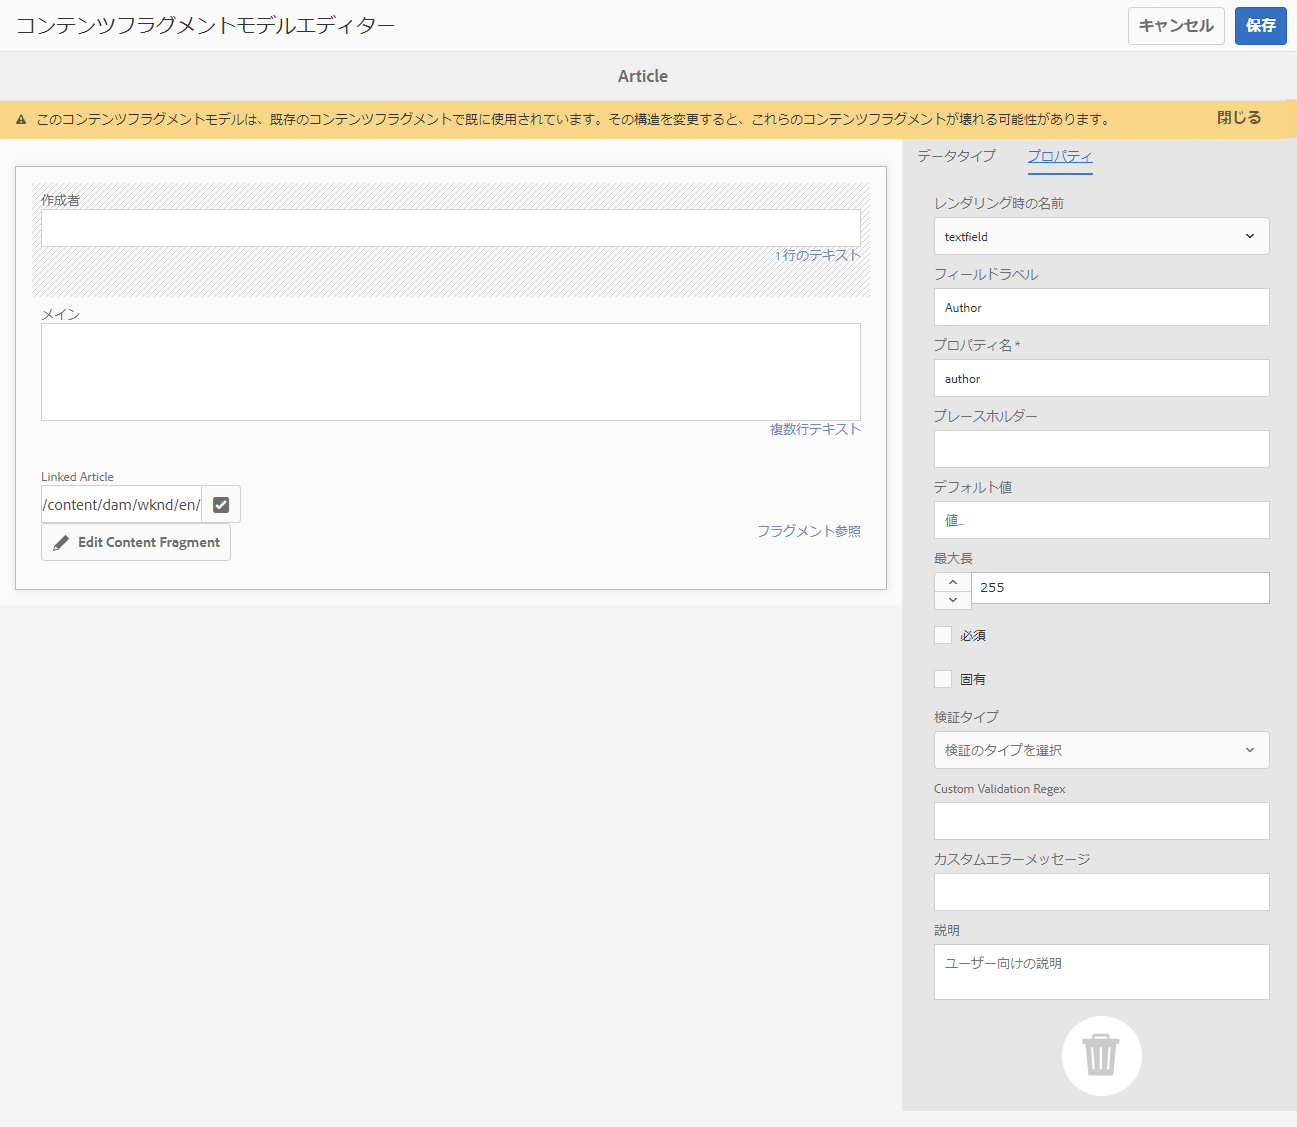 コンテンツフラグメントモデルエディター
キャンセル
保存
Article
このコンテンツフラグメントモデルは、既存のコンテンツフラグメントで既に使用されています。その構造を変更すると、これらのコンテンツフラグメントが壊れる可能性があります。
閉じる
作成者
1行のテキスト
メイン
複数行テキスト
Linked Article
/content/dam/wknd/en/
Edit Content Fragment
フラグメント参照
データタイプ
プロパティ
レンダリング時の名前
textfield
フィールドラベル
Author
プロパティ名*
author
プレースホルダー
デフォルト値
値...
最大長
255
必須
固有
検証タイプ
検証のタイプを選択
Custom Validation Regex
カスタムエラーメッセージ
説明
ユーザー向けの説明